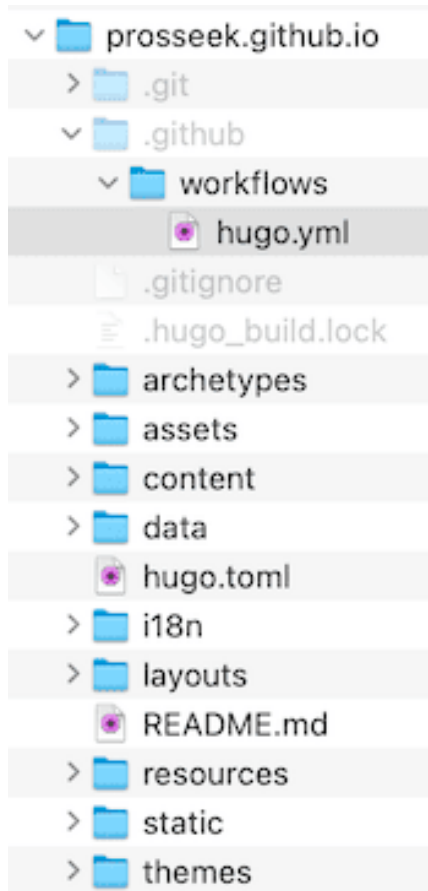 prosseek.github.io
.git
.github
workflows
hugo.yml
.gitignore
.hugo_build.lock
archetypes
assets
content
data
hugo.toml
i18n
layouts
README.md
resources
static
themes